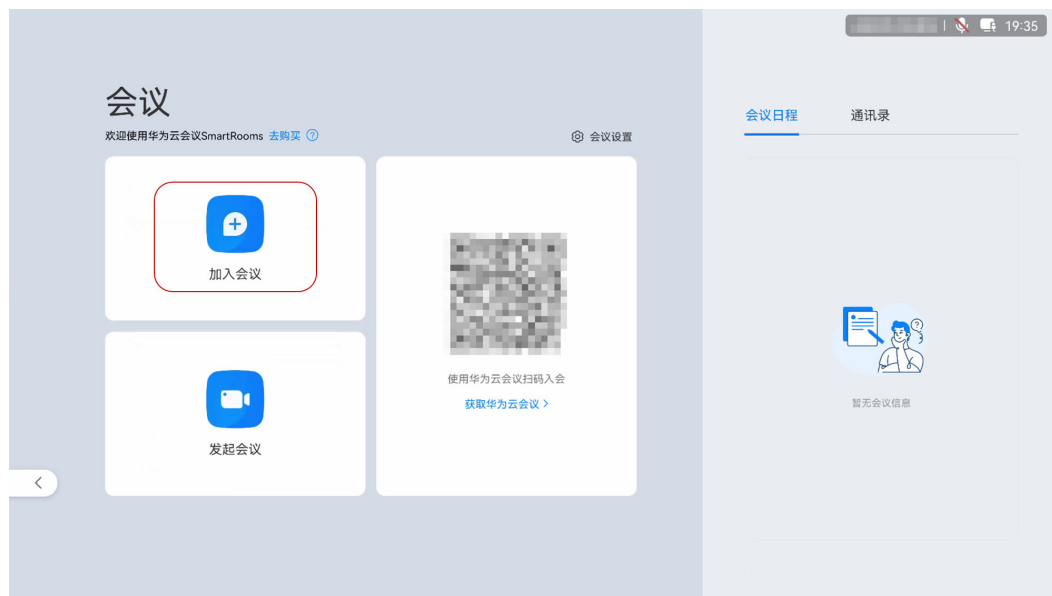 19:35
会议
欢迎使用华为云会议SmartRooms 去购买
会议设置
加入会议
发起会议
使用华为云会议扫码入会
获取华为云会议 >
会议日程 通讯录
暂无会议信息